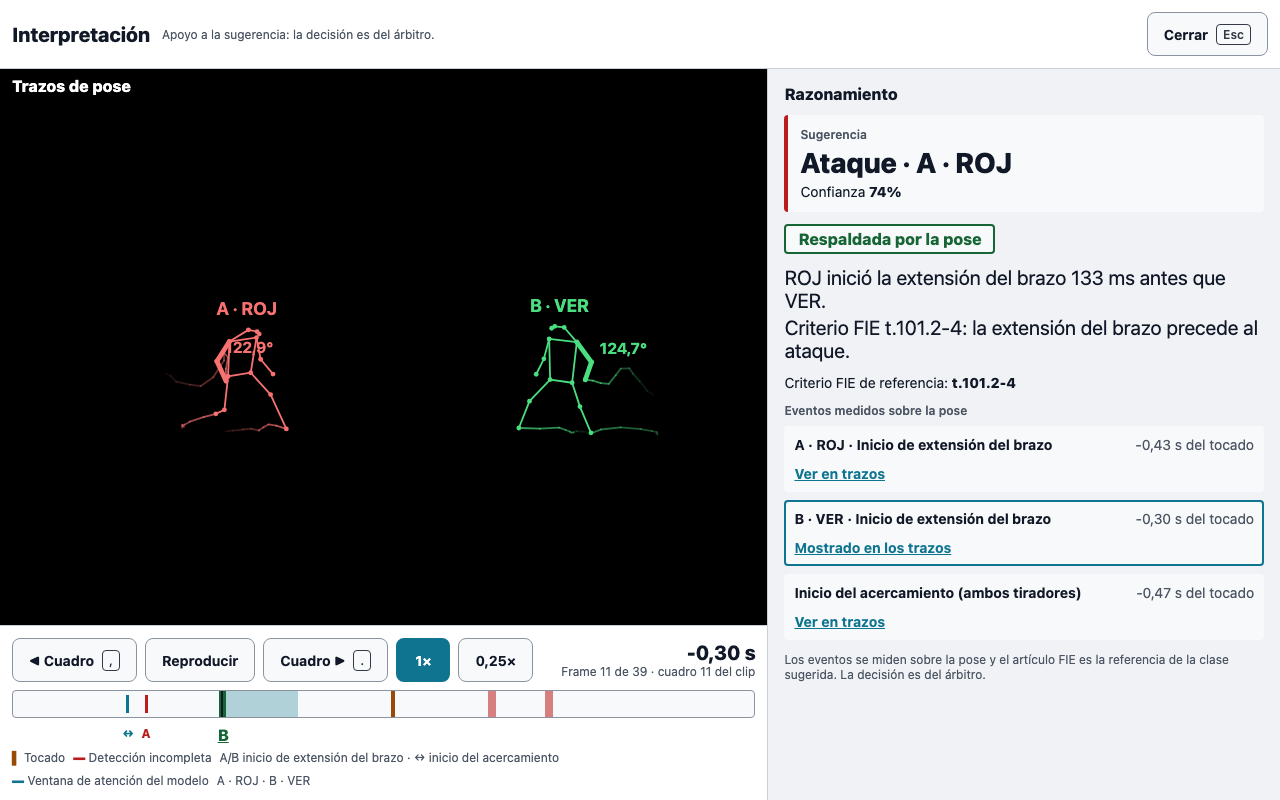 Interpretación
Apoyo a la sugerencia: la decisión es del árbitro.
Cerrar Esc
Trazos de pose
A · ROJ
122,9°
B · VER
124,7°
◀ Cuadro ,
Reproducir
Cuadro ▶ .
1×
0,25×
-0,30 s
Frame 11 de 39 · cuadro 11 del clip
↔ A B
Tocado Detección incompleta A/B inicio de extensión del brazo · ↔ inicio del acercamiento
Ventana de atención del modelo A · ROJ · B · VER
Razonamiento
Sugerencia
Ataque · A · ROJ
Confianza 74%
Respaldada por la pose
ROJ inició la extensión del brazo 133 ms antes que
VER.
Criterio FIE t.101.2-4: la extensión del brazo precede al
ataque.
Criterio FIE de referencia: t.101.2-4
Eventos medidos sobre la pose
A · ROJ · Inicio de extensión del brazo -0,43 s del tocado
Ver en trazos
B · VER · Inicio de extensión del brazo -0,30 s del tocado
Mostrado en los trazos
Inicio del acercamiento (ambos tiradores) -0,47 s del tocado
Ver en trazos
Los eventos se miden sobre la pose y el artículo FIE es la referencia de la clase
sugerida. La decisión es del árbitro.